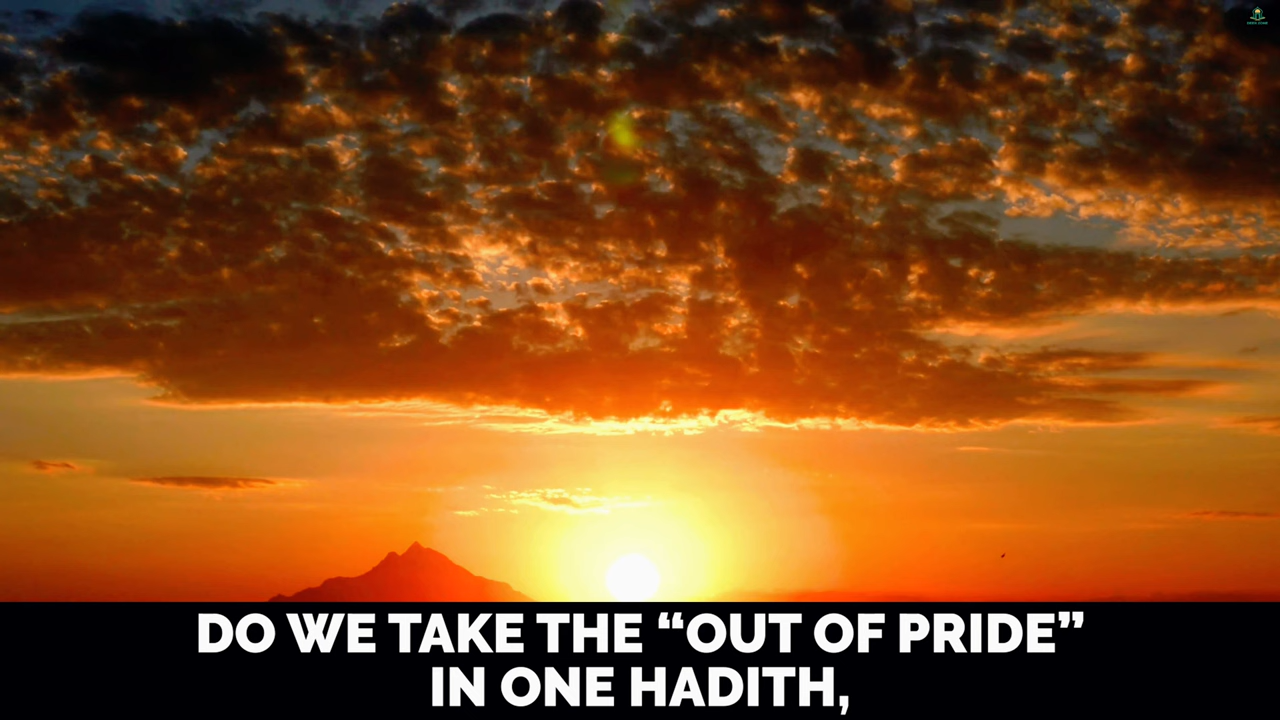 DO WE TAKE THE “OUT OF PRIDE”
IN ONE HADITH,